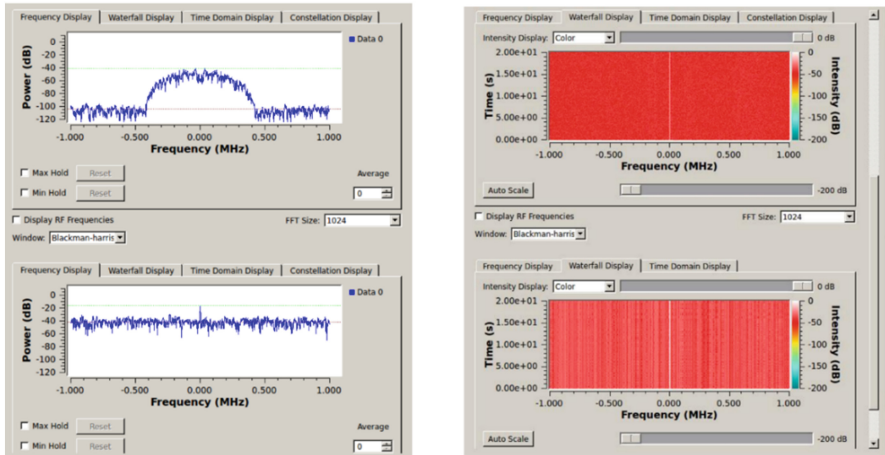 Frequency Display Waterfall Display Time Domain Display Constellation Display
Data 0
Power (dB)
0
-20
-40
-60
-80
-100
-120
-1.000 -0.500 0.000 0.500 1.000
Frequency (MHz)
Max Hold Reset Average
Min Hold Reset 0
Display RF Frequencies FFT Size: 1024
Window: Blackman-harris
Frequency Display Waterfall Display Time Domain Display Constellation Display
Data 0
Power (dB)
0
-20
-40
-60
-80
-100
-120
-1.000 -0.500 0.000 0.500 1.000
Frequency (MHz)
Max Hold Reset Average
Min Hold Reset 0
Frequency Display Waterfall Display Time Domain Display Constellation Display
Intensity Display: Color 0 dB
Time (s)
2.00e+01
1.50e+01
1.00e+01
5.00e+00
0.00e+00
-1.000 -0.500 0.000 0.500 1.000
Frequency (MHz)
0
-50
-100
-150
-200
Intensity (dB)
Auto Scale -200 dB
Display RF Frequencies FFT Size: 1024
Window: Blackman-harris
Frequency Display Waterfall Display Time Domain Display
Intensity Display: Color 0 dB
Time (s)
2.00e+01
1.50e+01
1.00e+01
5.00e+00
0.00e+00
-1.000 -0.500 0.000 0.500 1.000
Frequency (MHz)
0
-50
-100
-150
-200
Intensity (dB)
Auto Scale -200 dB